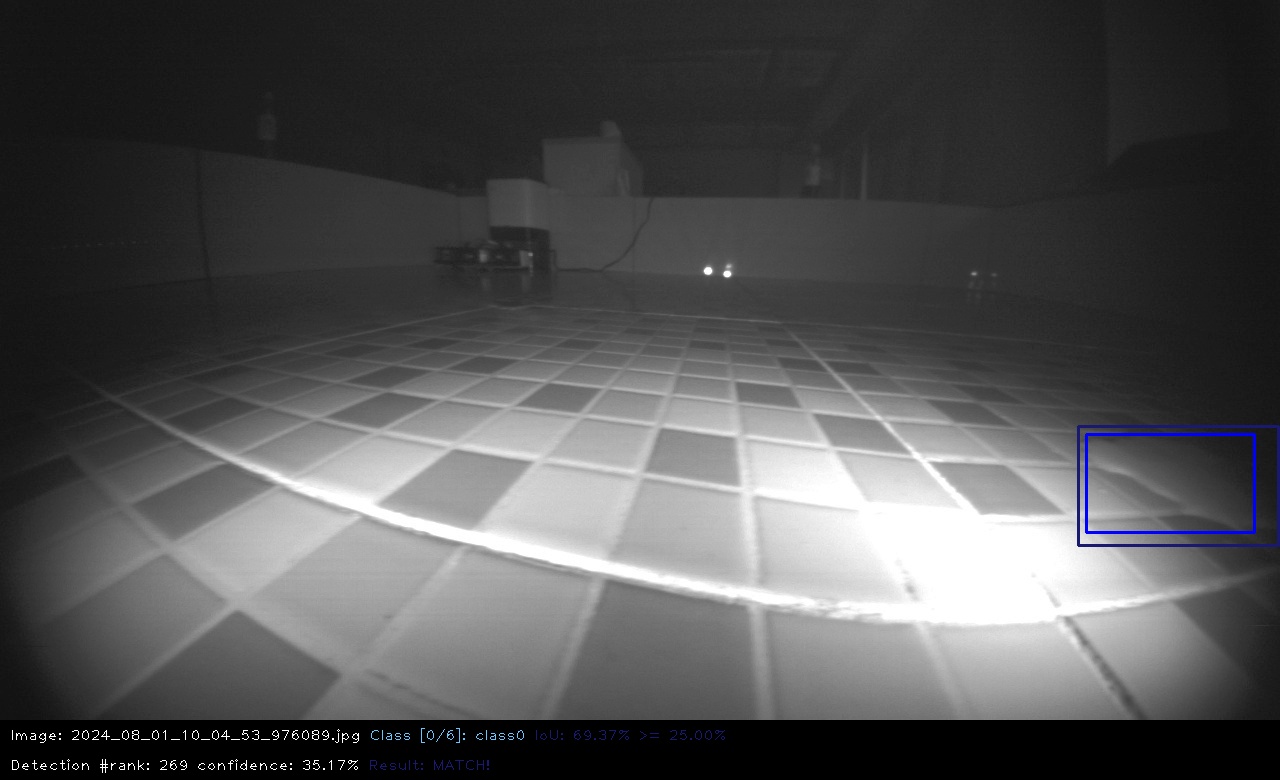 Image: 2024_08_01_10_04_53_976089.jpg Class [0/6]: class0 IoU: 69.37% >= 25.00%
Detection #rank: 269 confidence: 35.17% Result: MATCH!